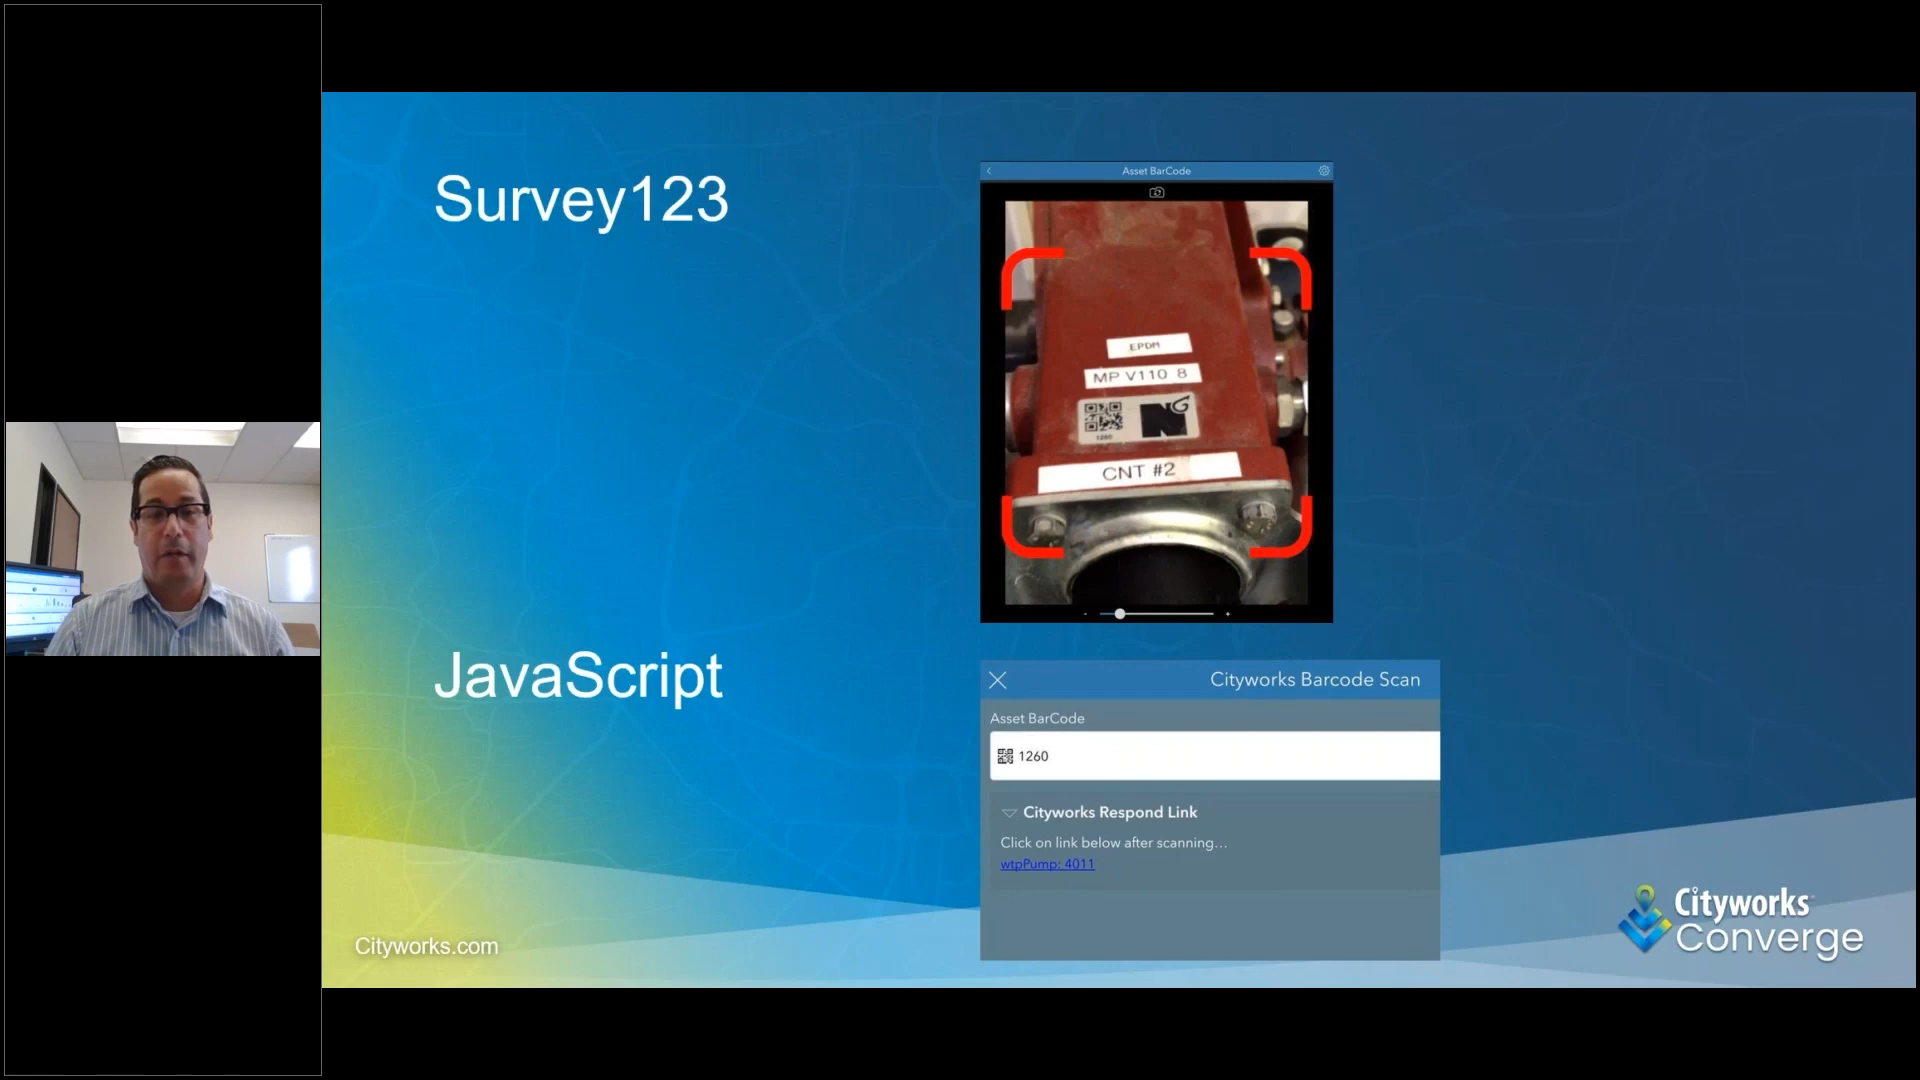 Survey123
Asset BarCode
EPDM
MP V110 8
1260
NG
CNT #2
JavaScript
Cityworks Barcode Scan
Asset BarCode
1260
Cityworks Respond Link
Click on link below after scanning...
wtpPump: 4011
Cityworks.com
Cityworks
Converge